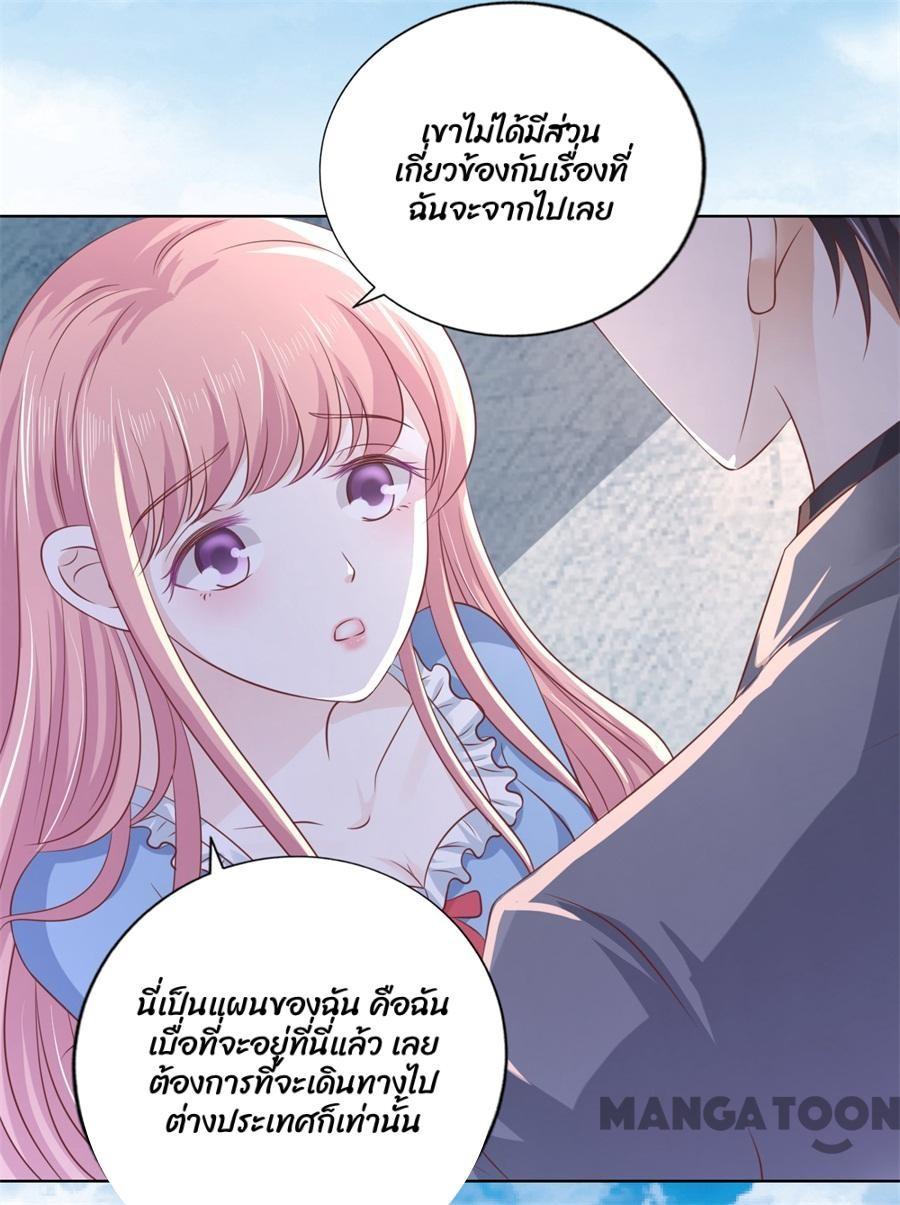 เขาไม่ได้มีส่วน
เกี่ยวข้องกับเรื่องที่
ฉันจะจากไปเลย
นี่เป็นแผนของฉัน คือฉัน
เบื่อที่จะอยู่ที่นี่แล้ว เลย
ต้องการที่จะเดินทางไป
ต่างประเทศก็เท่านั้น
MANGATOON